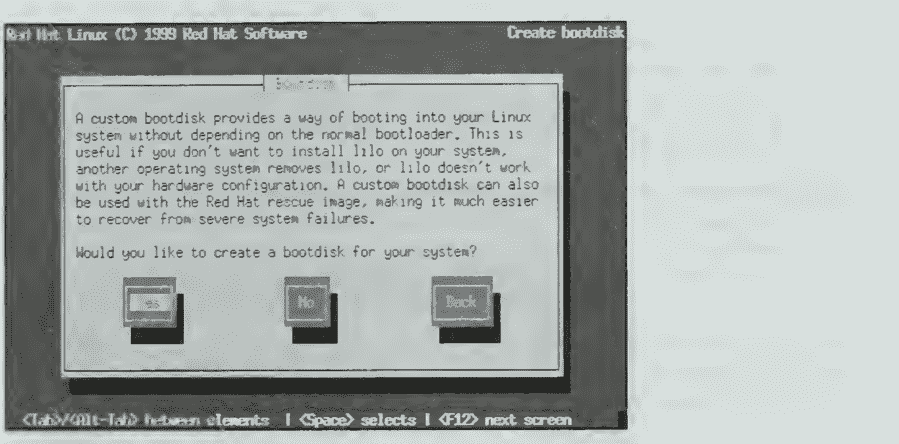 Red Hat Linux (C) 1999 Red Hat Software Create bootdisk
Bootdisk
A custom bootdisk provides a way of booting into your Linux
system without depending on the normal bootloader. This is
useful if you don't want to install lilo on your system,
another operating system removes lilo, or lilo doesn't work
with your hardware configuration. A custom bootdisk can also
be used with the Red Hat rescue image, making it much easier
to recover from severe system failures.
Would you like to create a bootdisk for your system?
Yes No Back
<Tab>/<Alt-Tab> between elements | <Space> selects | <F12> next screen